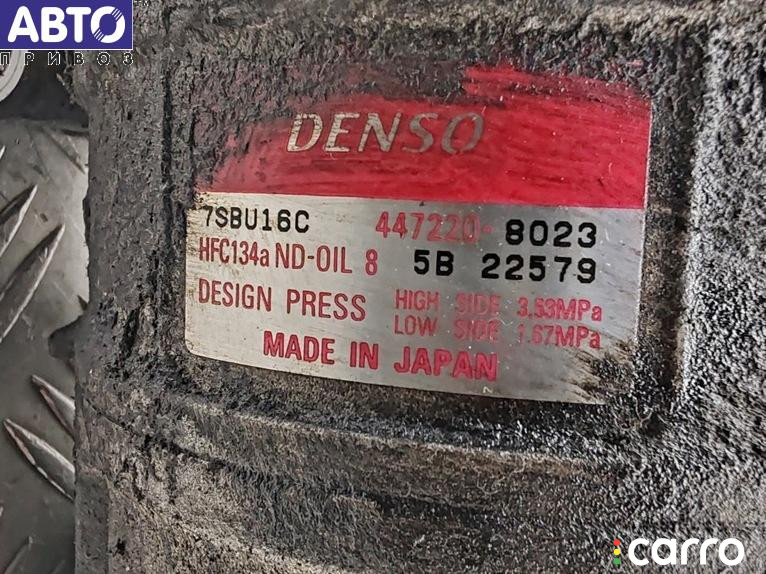 АВТО
ПРИВОЗ
DENSO
7SBU16C 447220-8023
HFC134a ND-OIL 8 5B 22579
DESIGN PRESS HIGH SIDE 3.53MPa
LOW SIDE 1.67MPa
MADE IN JAPAN
carro